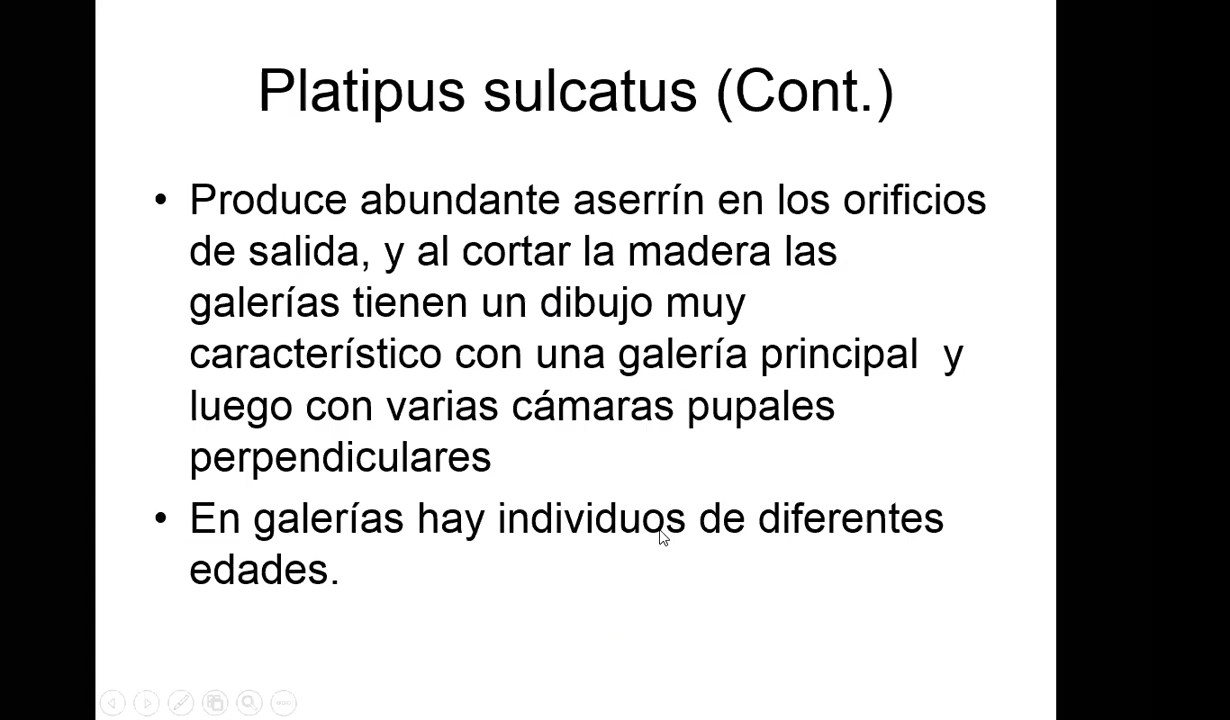 Platipus sulcatus (Cont.)
• Produce abundante aserrín en los orificios
de salida, y al cortar la madera las
galerías tienen un dibujo muy
característico con una galería principal  y
luego con varias cámaras pupales
perpendiculares
• En galerías hay individuos de diferentes
edades.